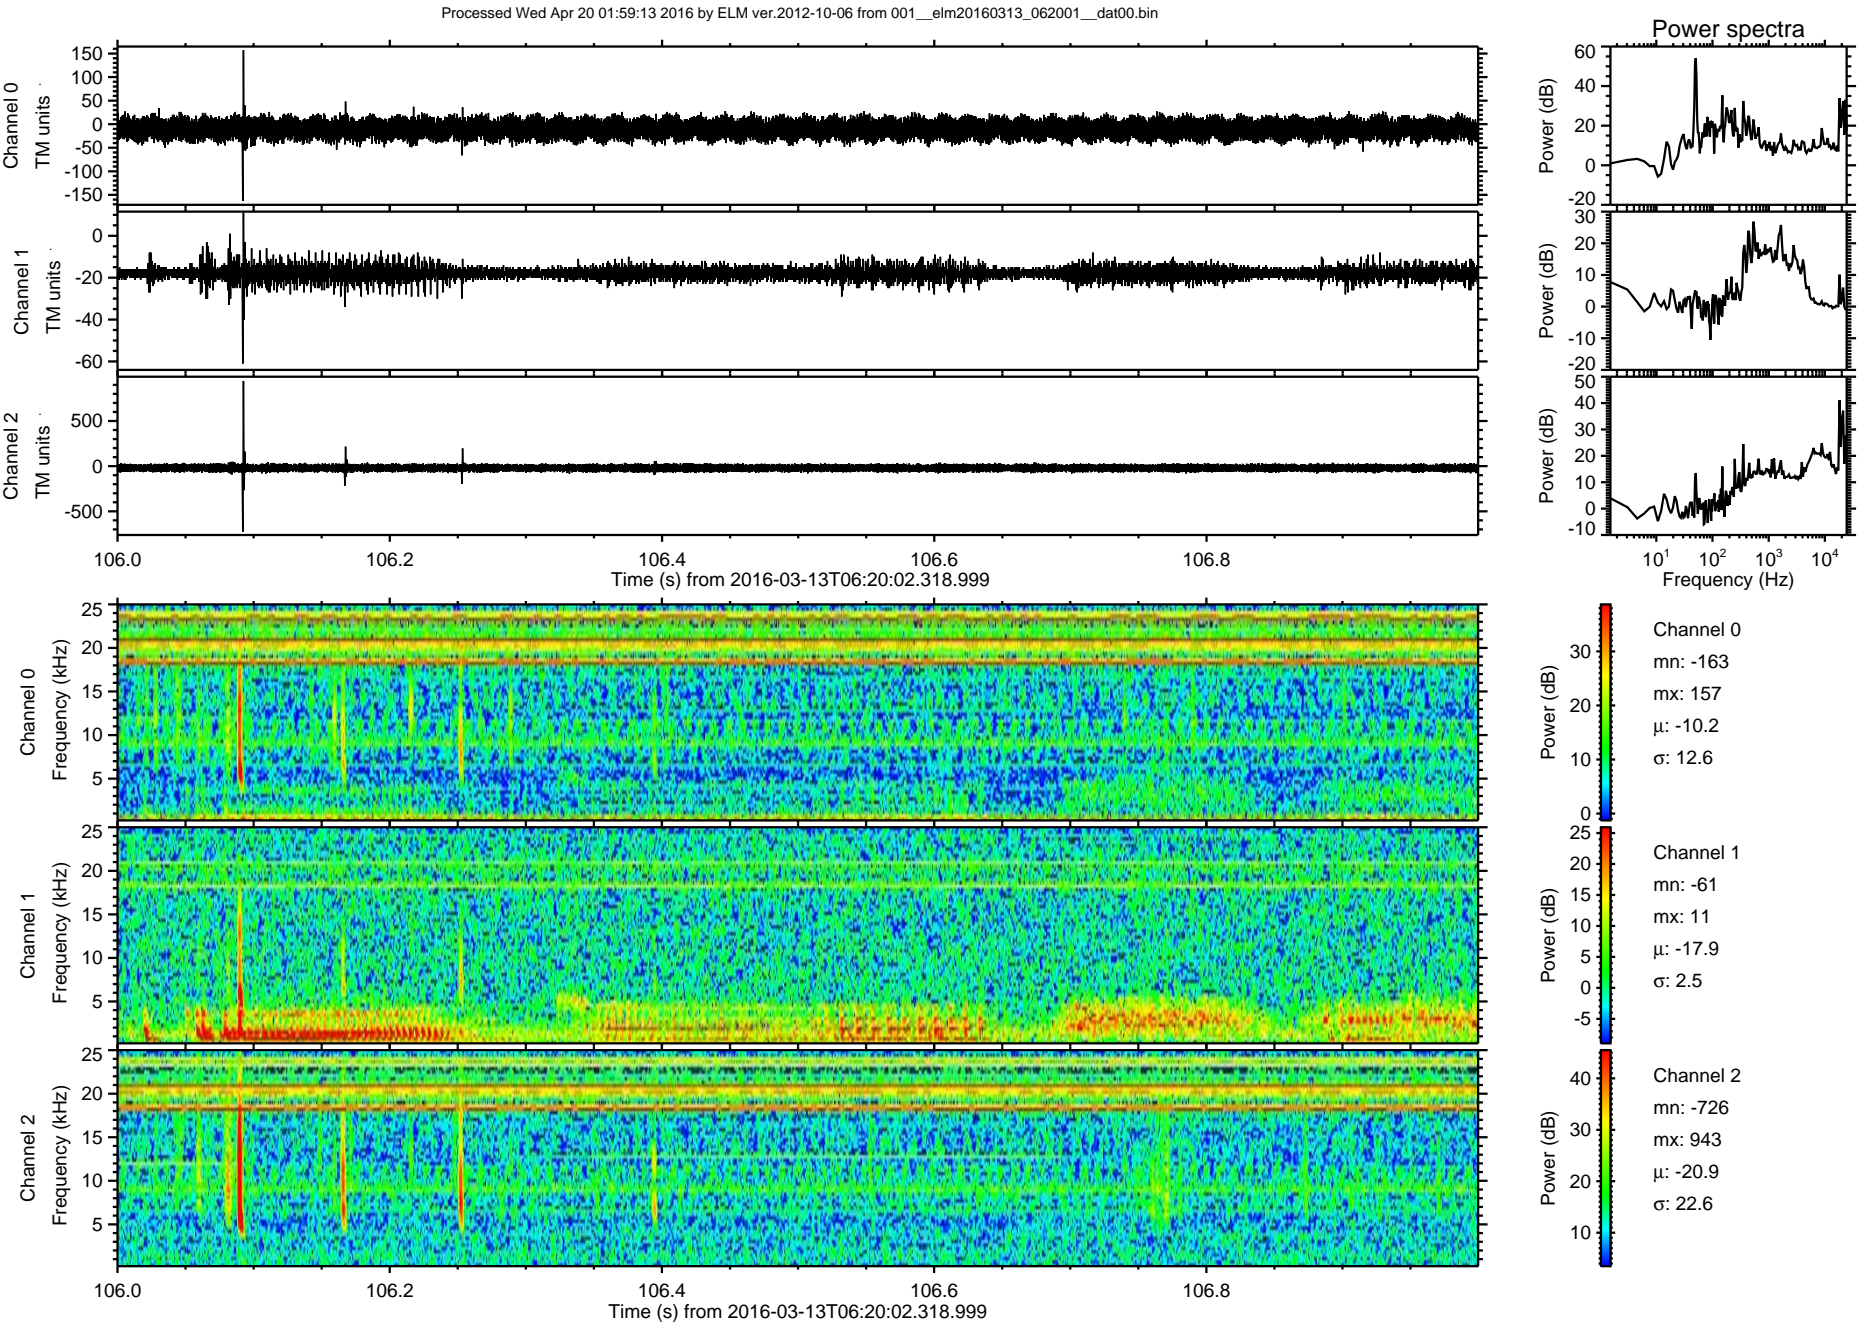 Processed Wed Apr 20 01:59:13 2016 by ELM ver.2012-10-06 from 001__elm20160313_062001__dat00.bin
Power spectra
Channel 0
TM units
150
100
50
0
-50
-100
-150
Power (dB)
60
40
20
0
-20
Channel 1
TM units
0
-20
-40
-60
Power (dB)
30
20
10
0
-10
-20
Channel 2
TM units
500
0
-500
Power (dB)
50
40
30
20
10
0
-10
106.0 106.2 106.4 106.6 106.8
Time (s) from 2016-03-13T06:20:02.318.999
10^1 10^2 10^3 10^4
Frequency (Hz)
Channel 0
Frequency (kHz)
25
20
15
10
5
Power (dB)
30
20
10
0
Channel 0
mn: -163
mx: 157
μ: -10.2
σ: 12.6
Channel 1
Frequency (kHz)
25
20
15
10
5
Power (dB)
25
20
15
10
5
0
-5
Channel 1
mn: -61
mx: 11
μ: -17.9
σ: 2.5
Channel 2
Frequency (kHz)
25
20
15
10
5
Power (dB)
40
30
20
10
Channel 2
mn: -726
mx: 943
μ: -20.9
σ: 22.6
106.0 106.2 106.4 106.6 106.8
Time (s) from 2016-03-13T06:20:02.318.999